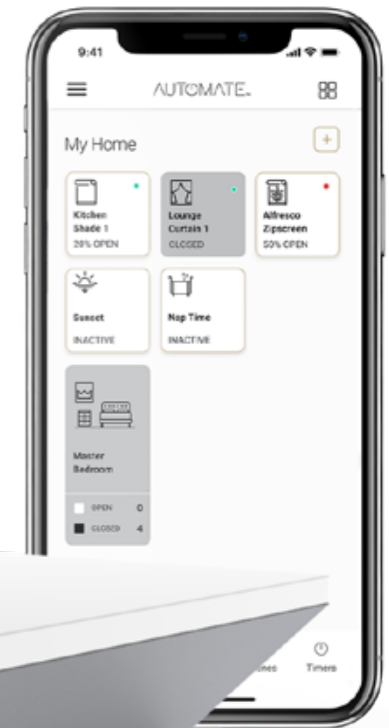 9:41
AUTOMATE
My Home
Kitchen
Shade 1
20% OPEN
Lounge
Curtain 1
CLOSED
Alfresco
Zipscreen
50% OPEN
Sunset
INACTIVE
Nap Time
INACTIVE
Master
Bedroom
OPEN 0
CLOSED 4
Timers